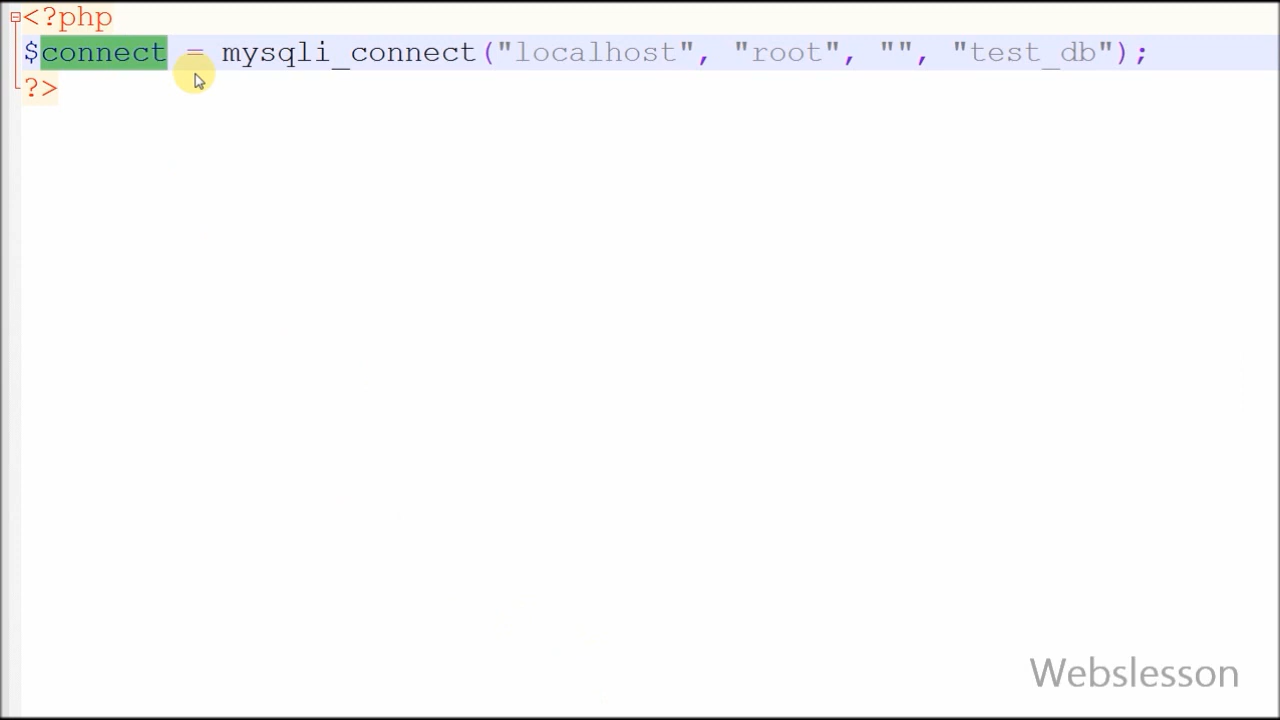 <?php
$connect = mysqli_connect("localhost", "root", "", "test_db");
?>
Webslesson